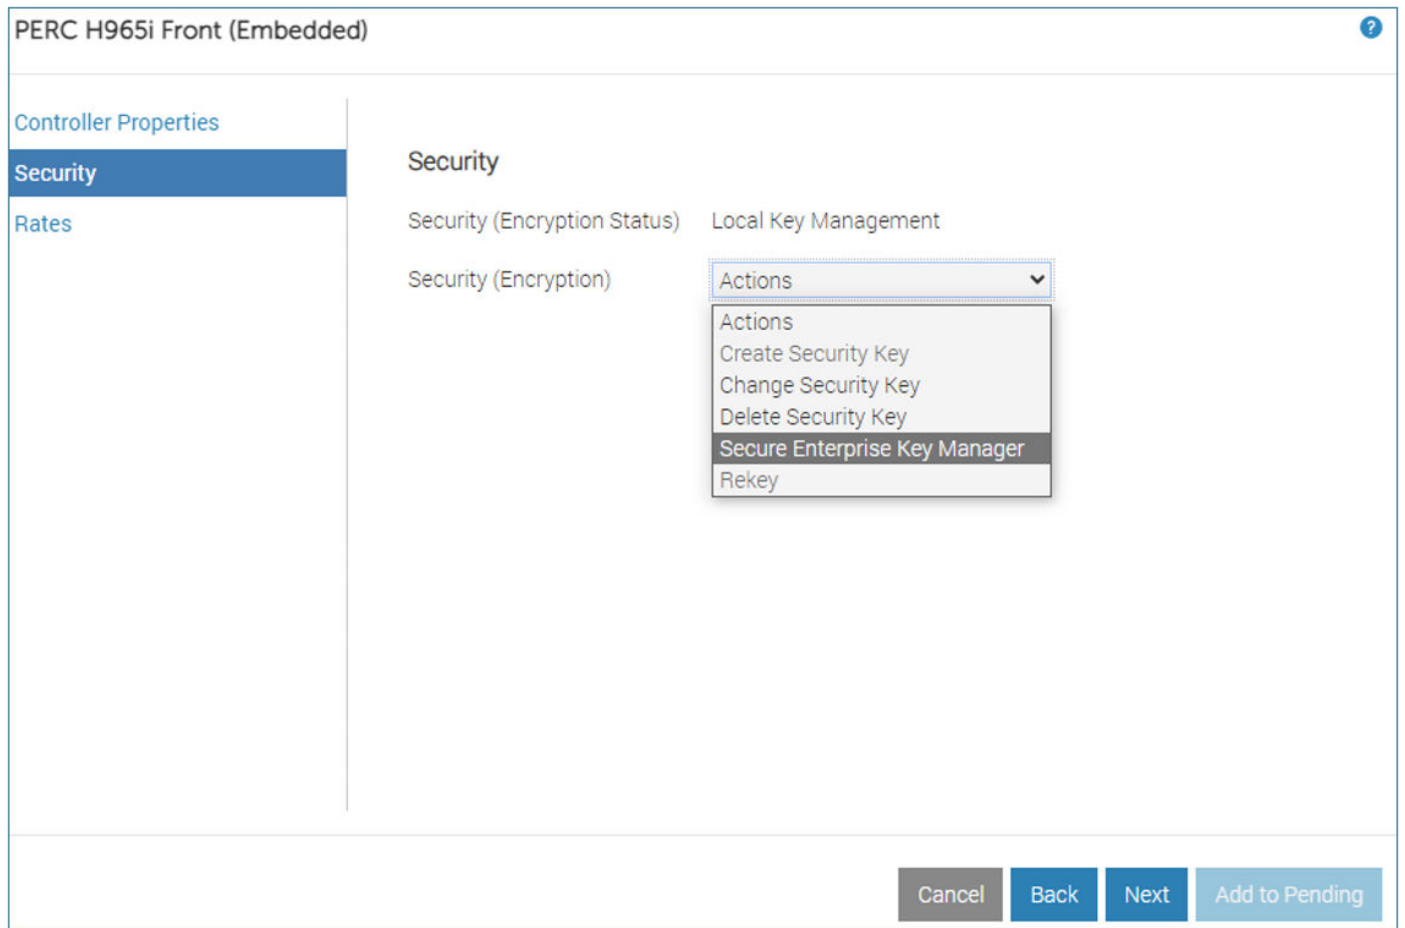 PERC H965i Front (Embedded)
?
Controller Properties
Security
Rates
Security
Security (Encryption Status) Local Key Management
Security (Encryption) Actions
Actions
Create Security Key
Change Security Key
Delete Security Key
Secure Enterprise Key Manager
Rekey
Cancel Back Next Add to Pending